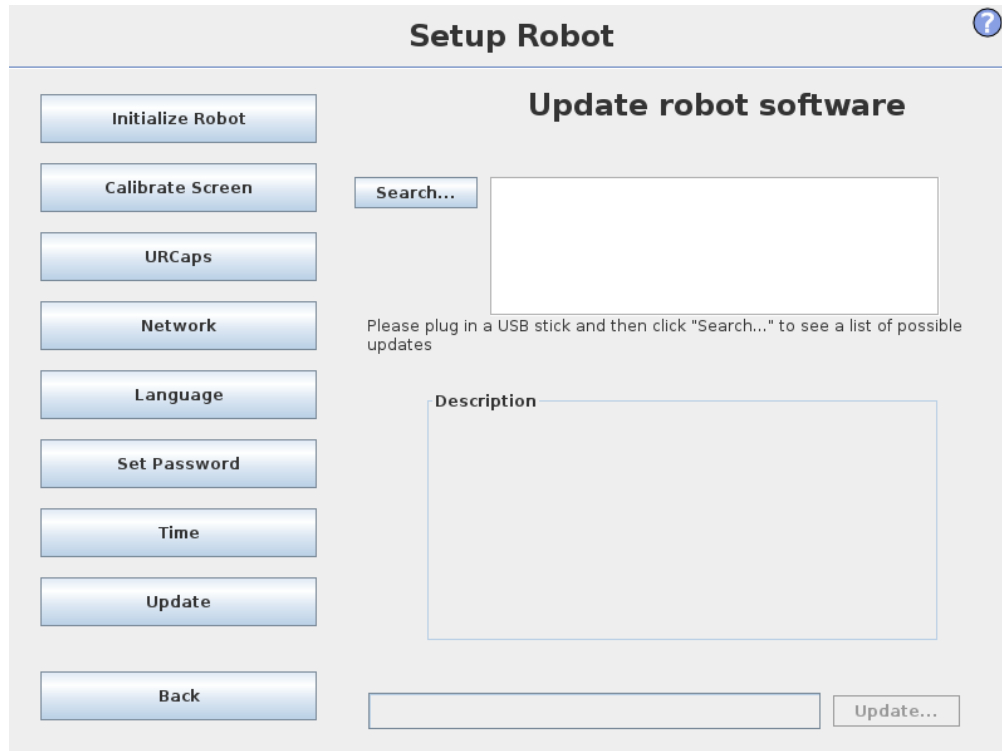 Setup Robot
?
Initialize Robot
Calibrate Screen
URCaps
Network
Language
Set Password
Time
Update
Back
Update robot software
Search...
Please plug in a USB stick and then click "Search..." to see a list of possible
updates
Description
Update...